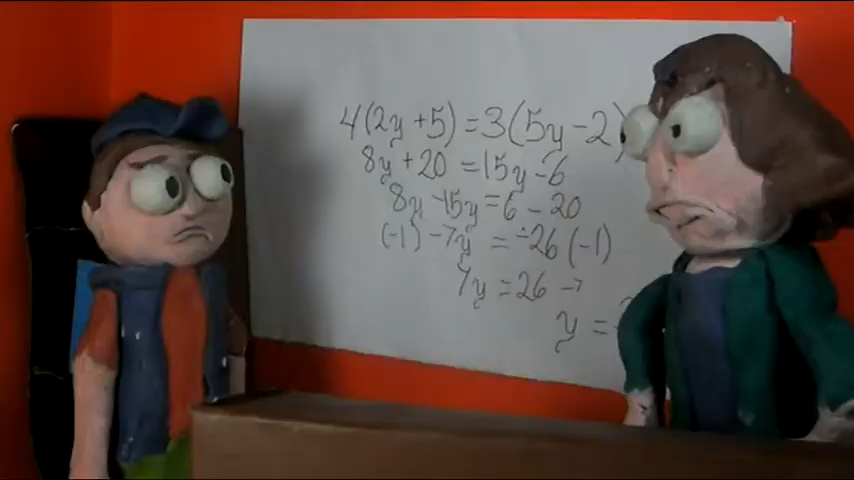 4(2y+5)=3(5y-2)
8y+20=15y-6
8y-15y=6-20
(-1)-7y=-26(-1)
7y=26→
y=